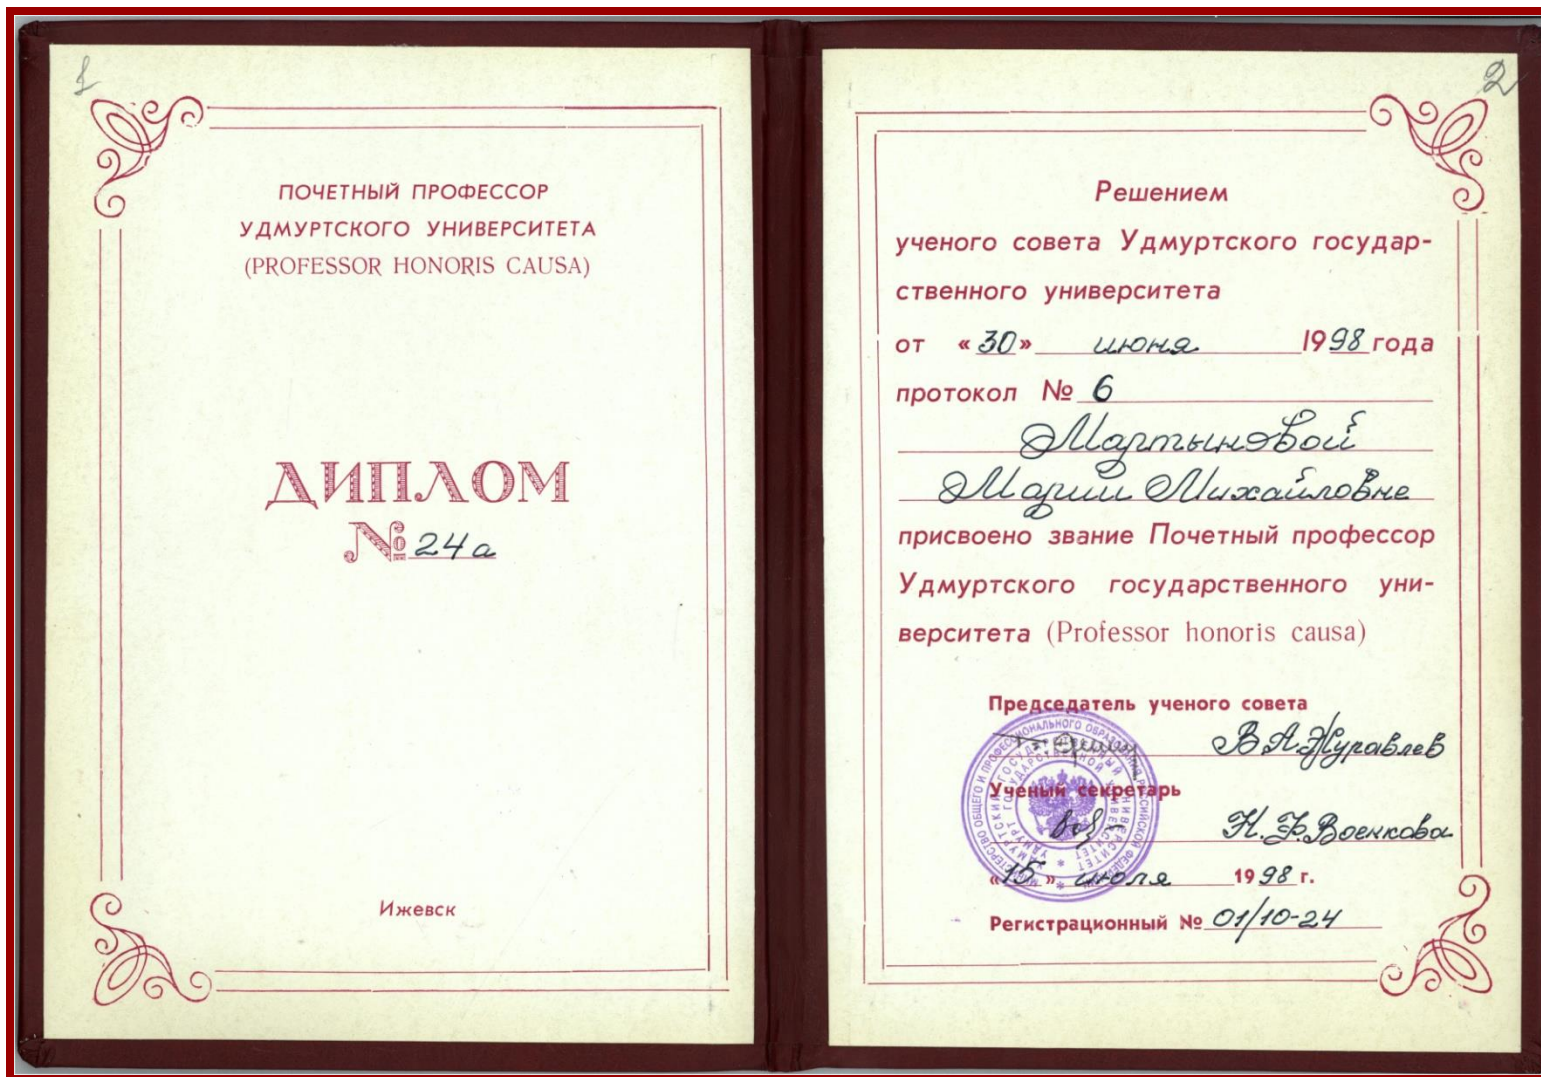 1
ПОЧЕТНЫЙ ПРОФЕССОР
УДМУРТСКОГО УНИВЕРСИТЕТА
(PROFESSOR HONORIS CAUSA)
ДИПЛОМ
№ 24а
Ижевск
2
Решением
ученого совета Удмуртского государ-
ственного университета
от «30» июня 1998 года
протокол № 6
Мартыновой
Марии Михайловне
присвоено звание Почетный профессор
Удмуртского государственного уни-
верситета (Professor honoris causa)
Председатель ученого совета
В.А.Журавлев
Ученый секретарь
Н.Ф.Военкова
«15» июля 1998 г.
Регистрационный № 01/10-24